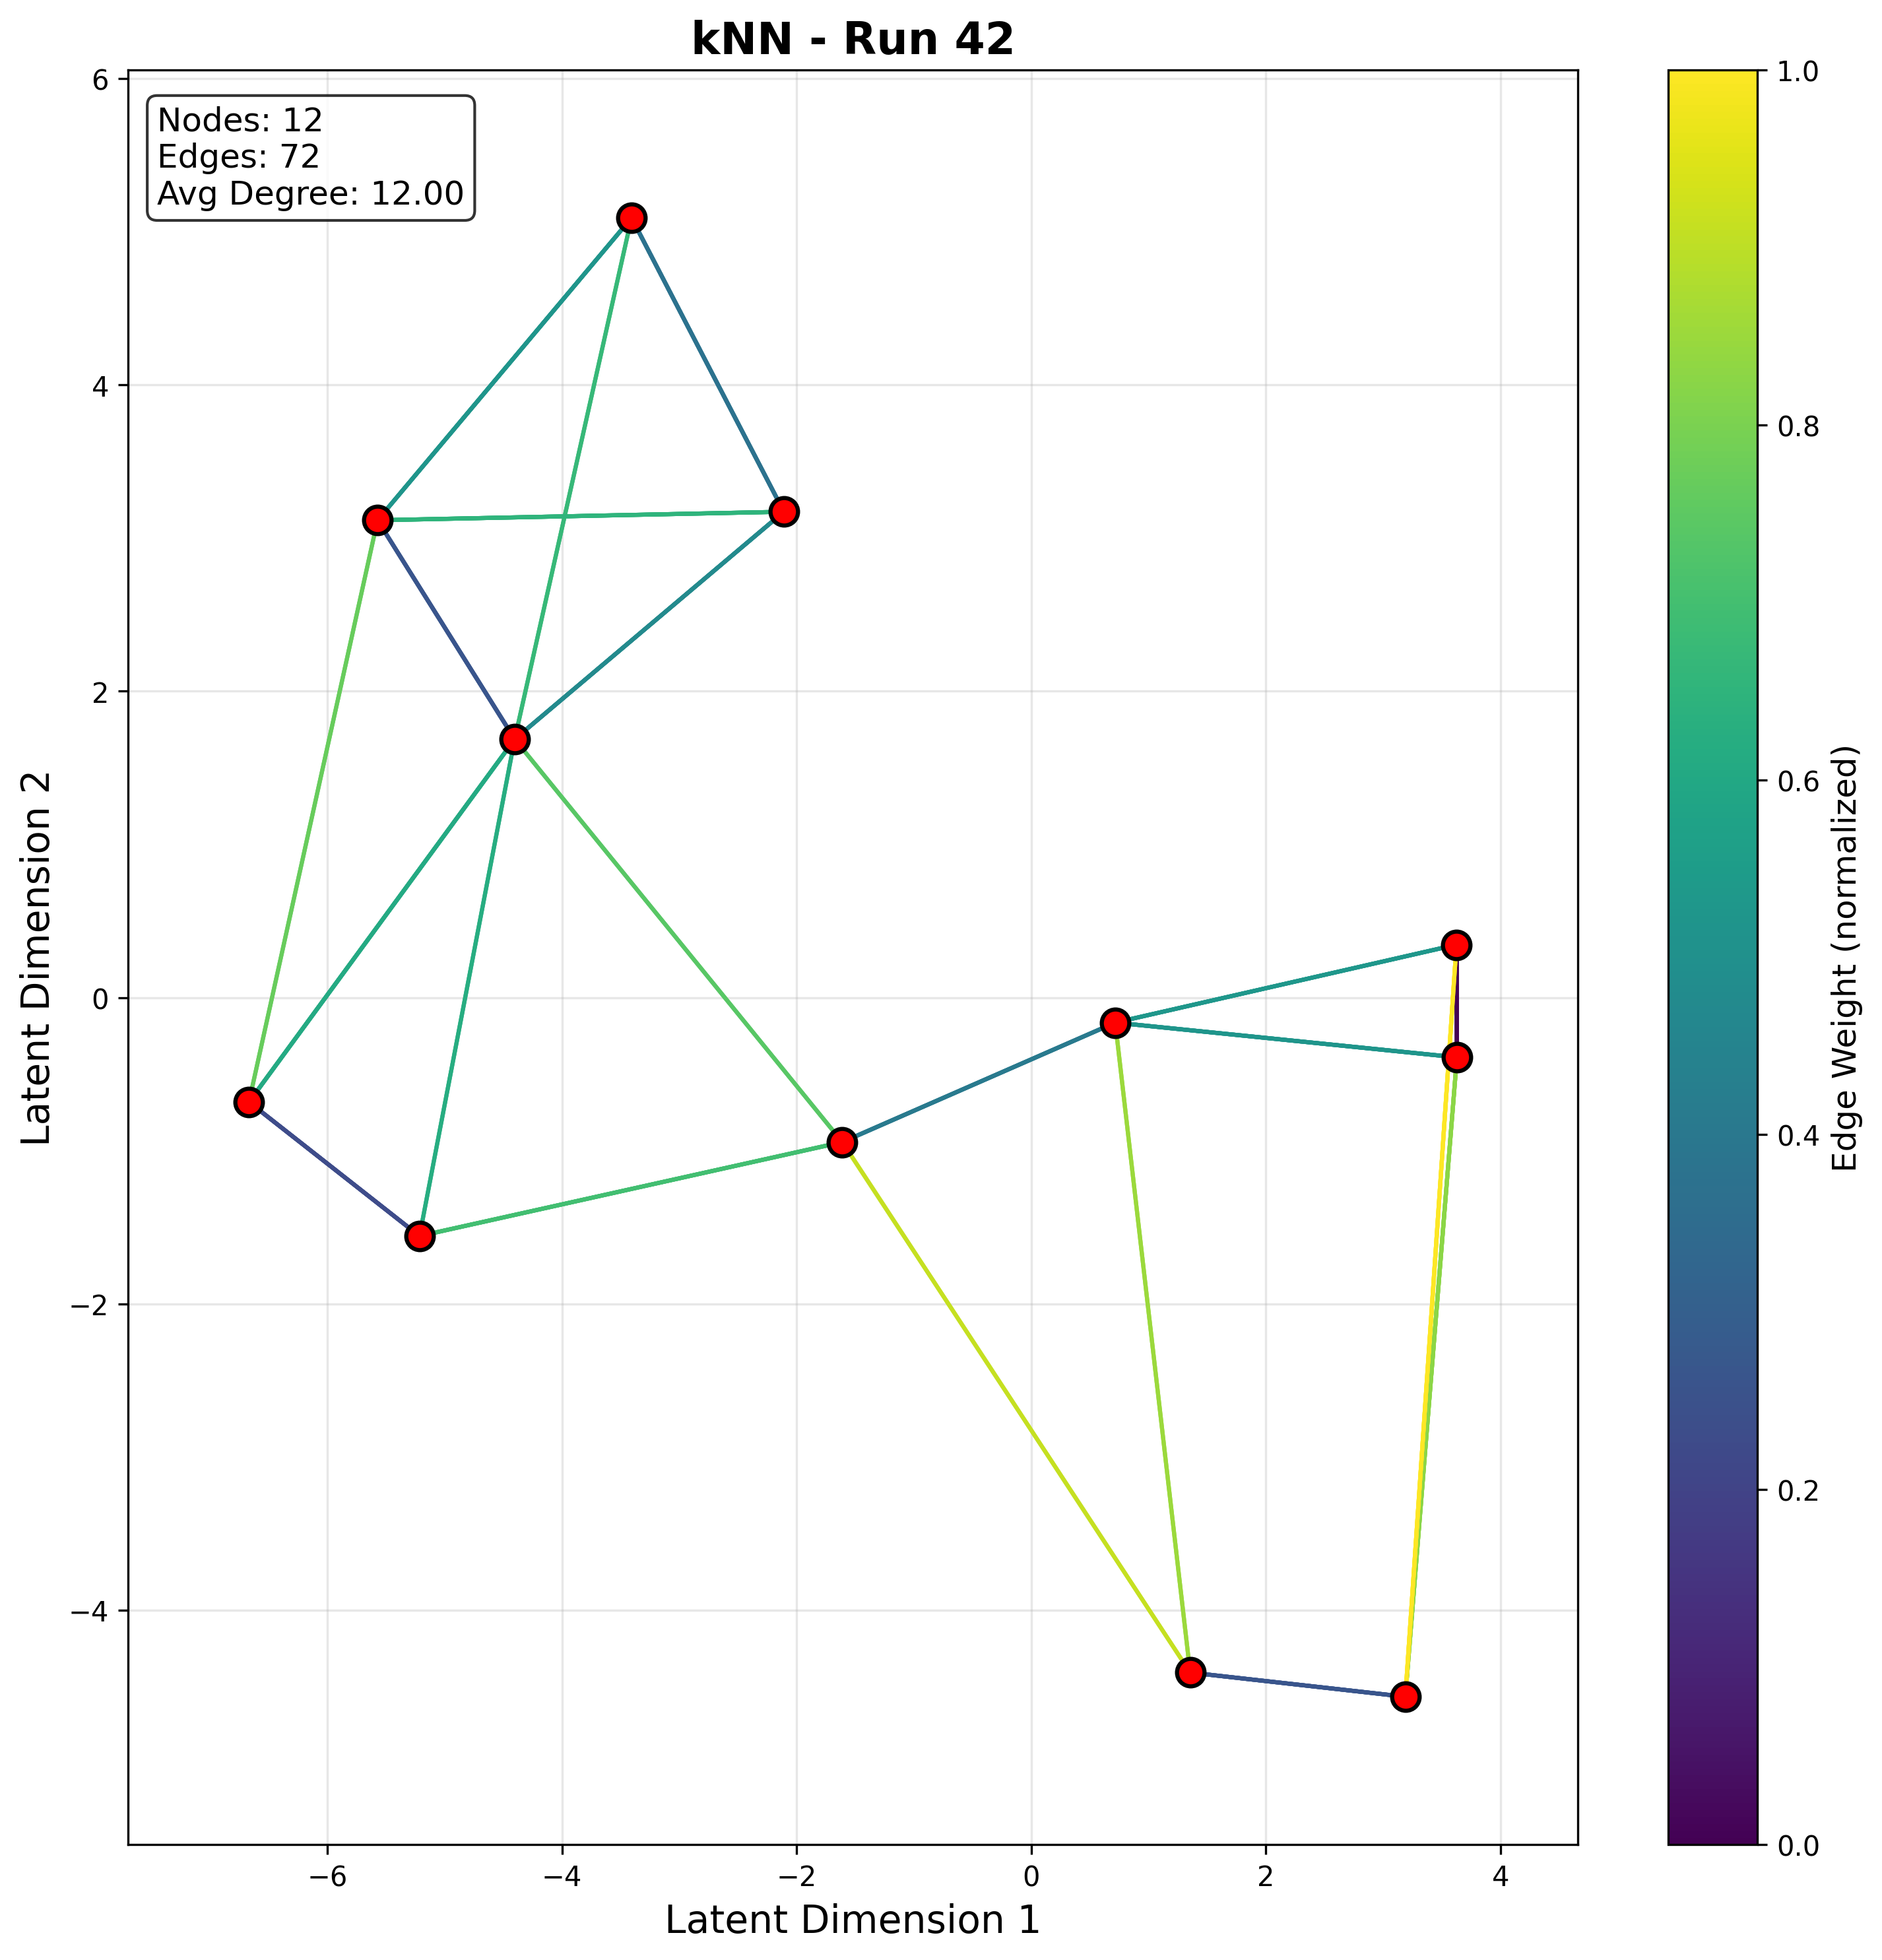 kNN - Run 42
Nodes: 12
Edges: 72
Avg Degree: 12.00
6
4
2
0
−2
−4
Latent Dimension 2
−6
−4
−2
0
2
4
Latent Dimension 1
1.0
0.8
0.6
0.4
0.2
0.0
Edge Weight (normalized)